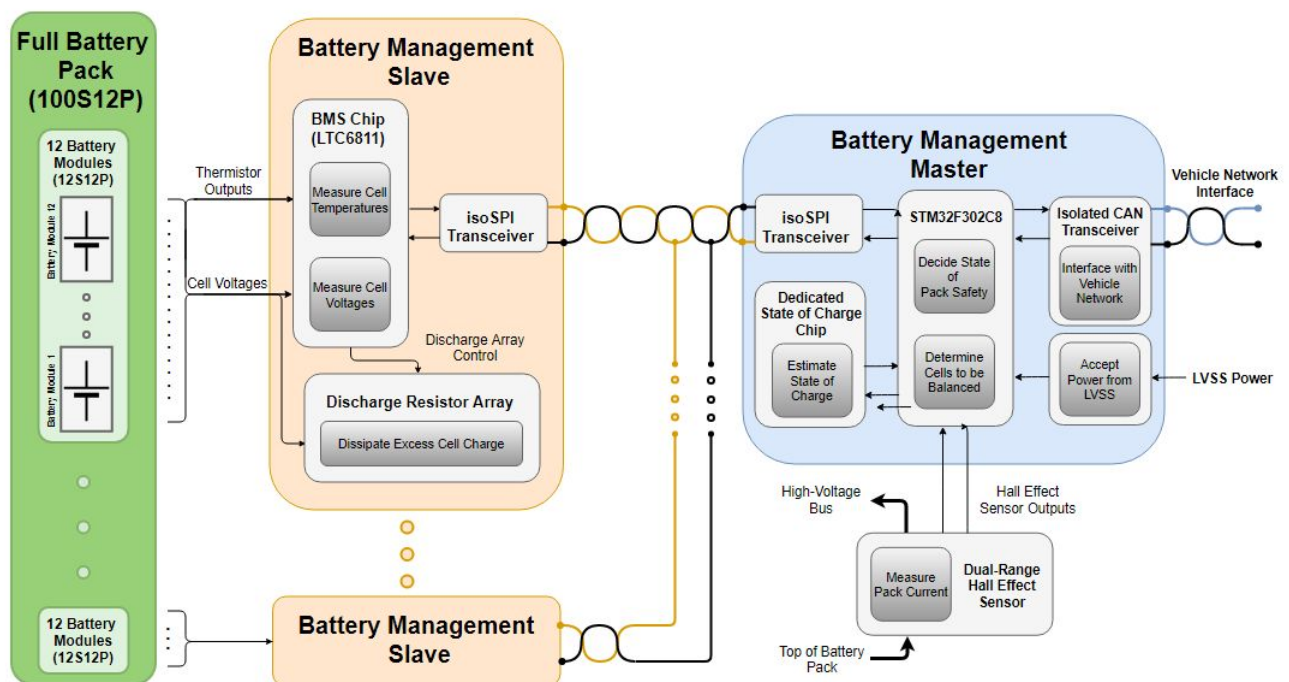 Full Battery
Pack
(100S12P)
12 Battery
Modules
(12S12P)
Battery Module 12
Battery Module 1
12 Battery
Modules
(12S12P)
Thermistor
Outputs
Cell Voltages
Battery Management
Slave
BMS Chip
(LTC6811)
Measure Cell
Temperatures
Measure Cell
Voltages
isoSPI
Transceiver
Discharge Array
Control
Discharge Resistor Array
Dissipate Excess Cell Charge
Battery Management
Slave
Battery Management
Master
isoSPI
Transceiver
STM32F302C8
Decide State
of
Pack Safety
Determine
Cells to be
Balanced
Isolated CAN
Transceiver
Interface with
Vehicle
Network
Vehicle Network
Interface
Dedicated
State of Charge
Chip
Estimate
State of
Charge
Accept
Power from
LVSS
LVSS Power
High-Voltage
Bus
Hall Effect
Sensor Outputs
Measure
Pack Current
Dual-Range
Hall Effect
Sensor
Top of Battery
Pack